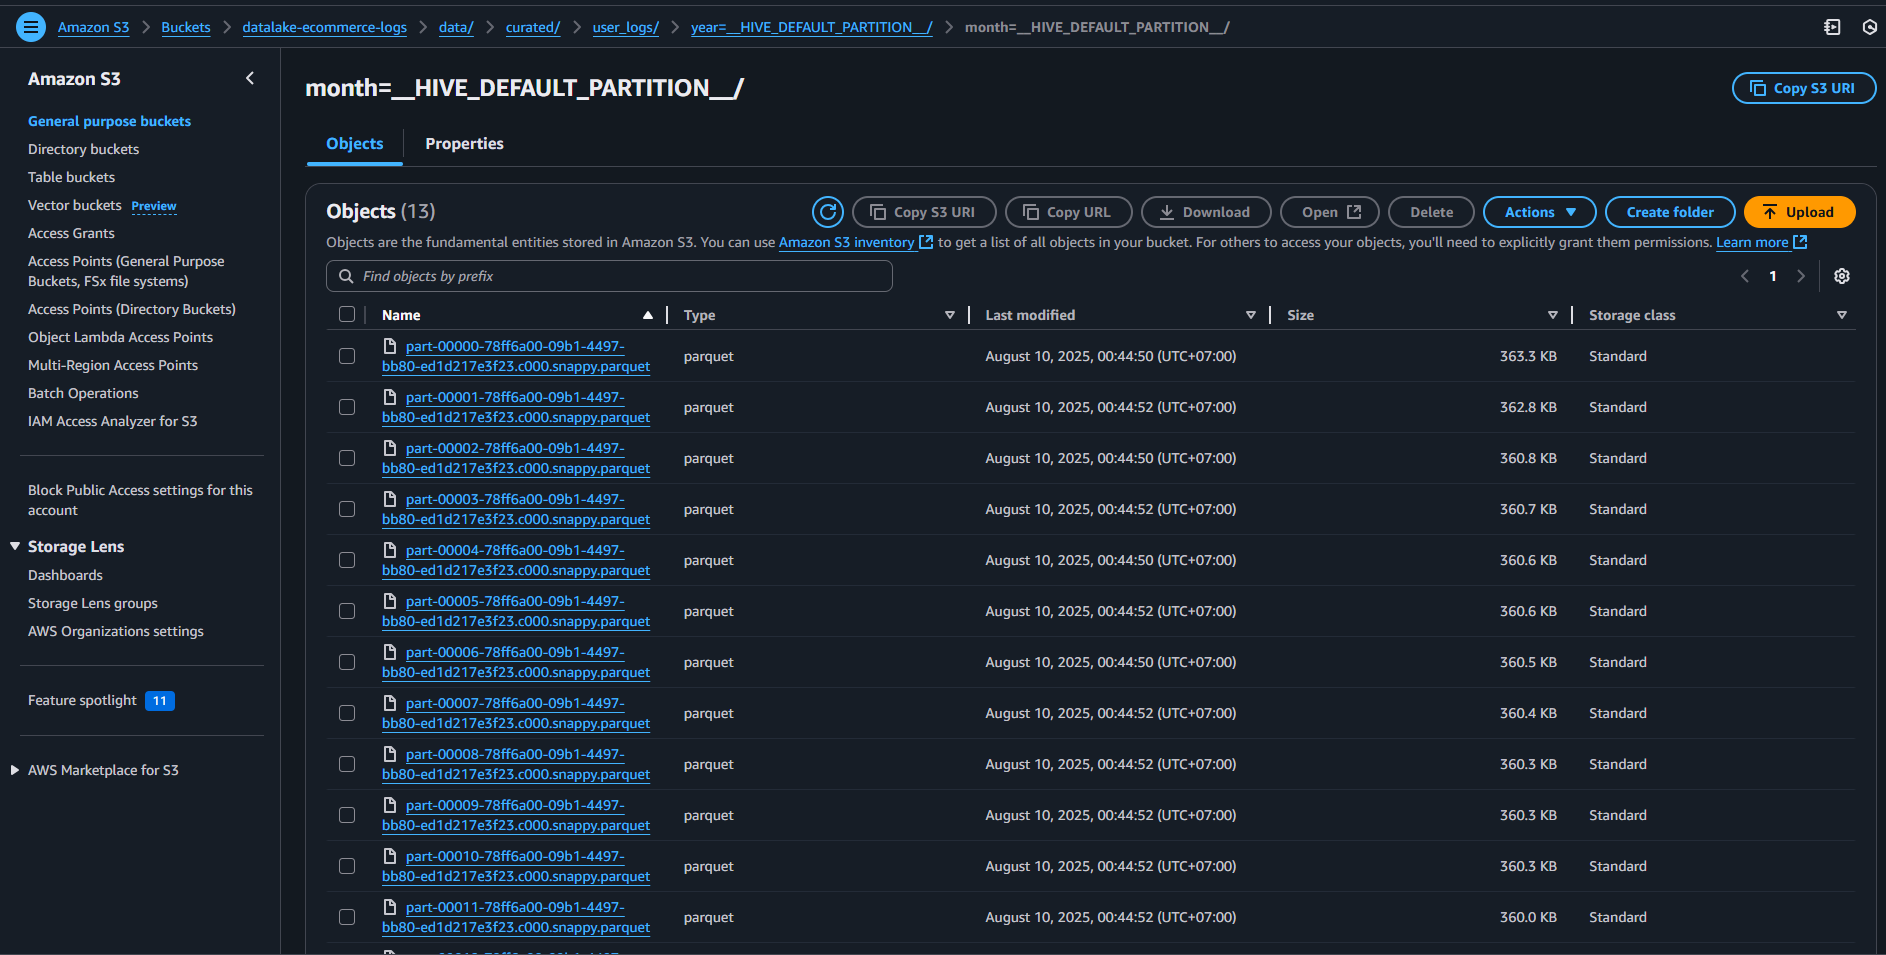 Amazon S3 > Buckets > datalake-ecommerce-logs > data/ > curated/ > user_logs/ > year=__HIVE_DEFAULT_PARTITION__/ > month=__HIVE_DEFAULT_PARTITION__/
Amazon S3
General purpose buckets
Directory buckets
Table buckets
Vector buckets Preview
Access Grants
Access Points (General Purpose
Buckets, FSx file systems)
Access Points (Directory Buckets)
Object Lambda Access Points
Multi-Region Access Points
Batch Operations
IAM Access Analyzer for S3
Block Public Access settings for this
account
Storage Lens
Dashboards
Storage Lens groups
AWS Organizations settings
Feature spotlight 11
AWS Marketplace for S3
month=__HIVE_DEFAULT_PARTITION__/
Copy S3 URI
Objects Properties
Objects (13)
Copy S3 URI Copy URL Download Open Delete Actions Create folder Upload
Objects are the fundamental entities stored in Amazon S3. You can use Amazon S3 inventory to get a list of all objects in your bucket. For others to access your objects, you'll need to explicitly grant them permissions. Learn more
Find objects by prefix
1
Name Type Last modified Size Storage class
part-00000-78ff6a00-09b1-4497-
bb80-ed1d217e3f23.c000.snappy.parquet parquet August 10, 2025, 00:44:50 (UTC+07:00) 363.3 KB Standard
part-00001-78ff6a00-09b1-4497-
bb80-ed1d217e3f23.c000.snappy.parquet parquet August 10, 2025, 00:44:52 (UTC+07:00) 362.8 KB Standard
part-00002-78ff6a00-09b1-4497-
bb80-ed1d217e3f23.c000.snappy.parquet parquet August 10, 2025, 00:44:50 (UTC+07:00) 360.8 KB Standard
part-00003-78ff6a00-09b1-4497-
bb80-ed1d217e3f23.c000.snappy.parquet parquet August 10, 2025, 00:44:52 (UTC+07:00) 360.7 KB Standard
part-00004-78ff6a00-09b1-4497-
bb80-ed1d217e3f23.c000.snappy.parquet parquet August 10, 2025, 00:44:50 (UTC+07:00) 360.6 KB Standard
part-00005-78ff6a00-09b1-4497-
bb80-ed1d217e3f23.c000.snappy.parquet parquet August 10, 2025, 00:44:52 (UTC+07:00) 360.6 KB Standard
part-00006-78ff6a00-09b1-4497-
bb80-ed1d217e3f23.c000.snappy.parquet parquet August 10, 2025, 00:44:50 (UTC+07:00) 360.5 KB Standard
part-00007-78ff6a00-09b1-4497-
bb80-ed1d217e3f23.c000.snappy.parquet parquet August 10, 2025, 00:44:52 (UTC+07:00) 360.4 KB Standard
part-00008-78ff6a00-09b1-4497-
bb80-ed1d217e3f23.c000.snappy.parquet parquet August 10, 2025, 00:44:52 (UTC+07:00) 360.3 KB Standard
part-00009-78ff6a00-09b1-4497-
bb80-ed1d217e3f23.c000.snappy.parquet parquet August 10, 2025, 00:44:52 (UTC+07:00) 360.3 KB Standard
part-00010-78ff6a00-09b1-4497-
bb80-ed1d217e3f23.c000.snappy.parquet parquet August 10, 2025, 00:44:52 (UTC+07:00) 360.3 KB Standard
part-00011-78ff6a00-09b1-4497-
bb80-ed1d217e3f23.c000.snappy.parquet parquet August 10, 2025, 00:44:52 (UTC+07:00) 360.0 KB Standard